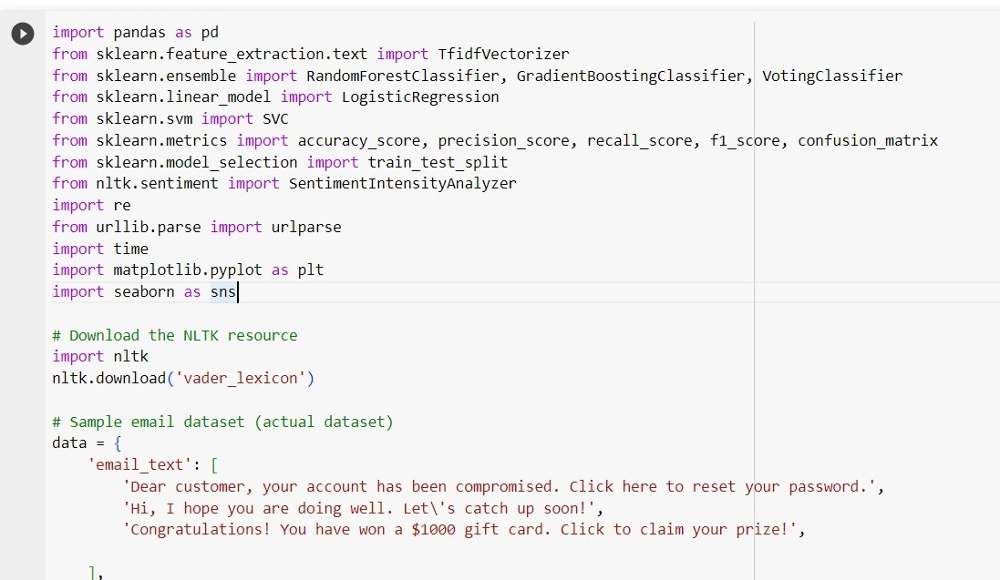 import pandas as pd
from sklearn.feature_extraction.text import TfidfVectorizer
from sklearn.ensemble import RandomForestClassifier, GradientBoostingClassifier, VotingClassifier
from sklearn.linear_model import LogisticRegression
from sklearn.svm import SVC
from sklearn.metrics import accuracy_score, precision_score, recall_score, f1_score, confusion_matrix
from sklearn.model_selection import train_test_split
from nltk.sentiment import SentimentIntensityAnalyzer
import re
from urllib.parse import urlparse
import time
import matplotlib.pyplot as plt
import seaborn as sns
# Download the NLTK resource
import nltk
nltk.download('vader_lexicon')
# Sample email dataset (actual dataset)
data = {
    'email_text': [
        'Dear customer, your account has been compromised. Click here to reset your password.',
        'Hi, I hope you are doing well. Let\'s catch up soon!',
        'Congratulations! You have won a $1000 gift card. Click to claim your prize!',
    ],